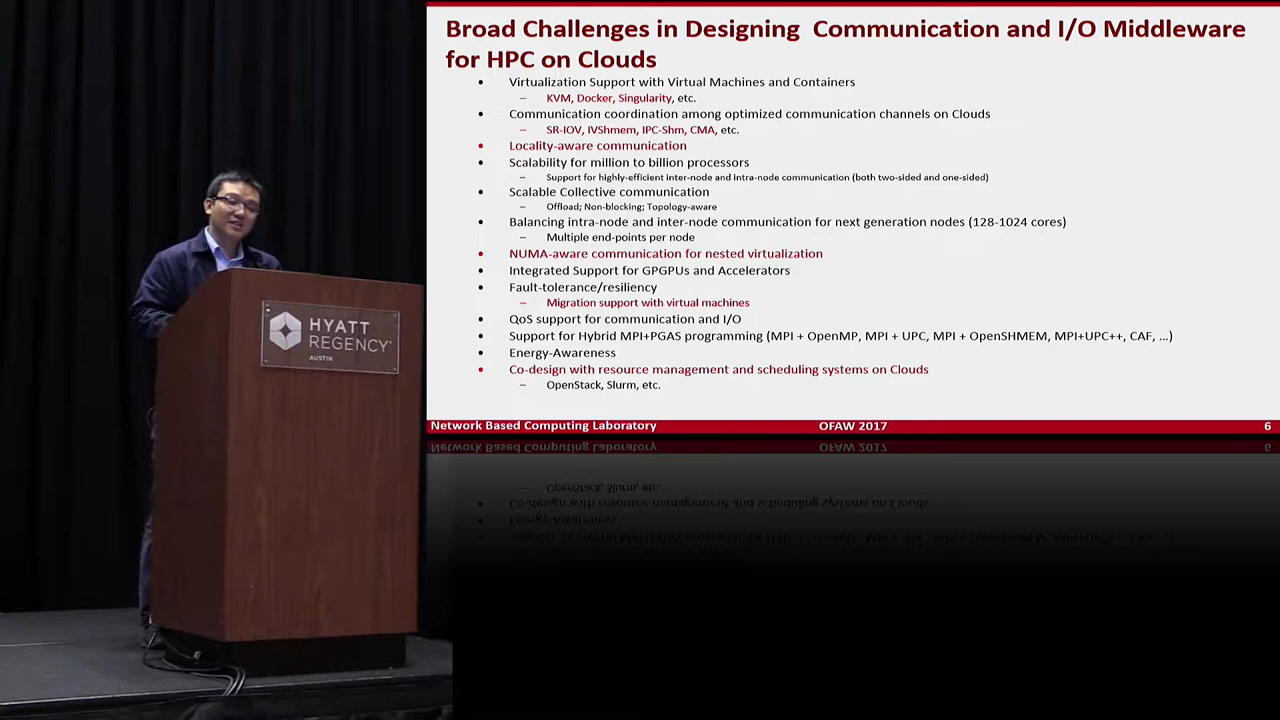 Broad Challenges in Designing Communication and I/O Middleware
for HPC on Clouds
• Virtualization Support with Virtual Machines and Containers
– KVM, Docker, Singularity, etc.
• Communication coordination among optimized communication channels on Clouds
– SR-IOV, IVShmem, IPC-Shm, CMA, etc.
• Locality-aware communication
• Scalability for million to billion processors
– Support for highly-efficient inter-node and intra-node communication (both two-sided and one-sided)
• Scalable Collective communication
– Offload; Non-blocking; Topology-aware
• Balancing intra-node and inter-node communication for next generation nodes (128-1024 cores)
– Multiple end-points per node
• NUMA-aware communication for nested virtualization
• Integrated Support for GPGPUs and Accelerators
• Fault-tolerance/resiliency
– Migration support with virtual machines
• QoS support for communication and I/O
• Support for Hybrid MPI+PGAS programming (MPI + OpenMP, MPI + UPC, MPI + OpenSHMEM, MPI+UPC++, CAF, …)
• Energy-Awareness
• Co-design with resource management and scheduling systems on Clouds
– OpenStack, Slurm, etc.
Network Based Computing Laboratory OFAW 2017 6
HYATT
REGENCY
AUSTIN